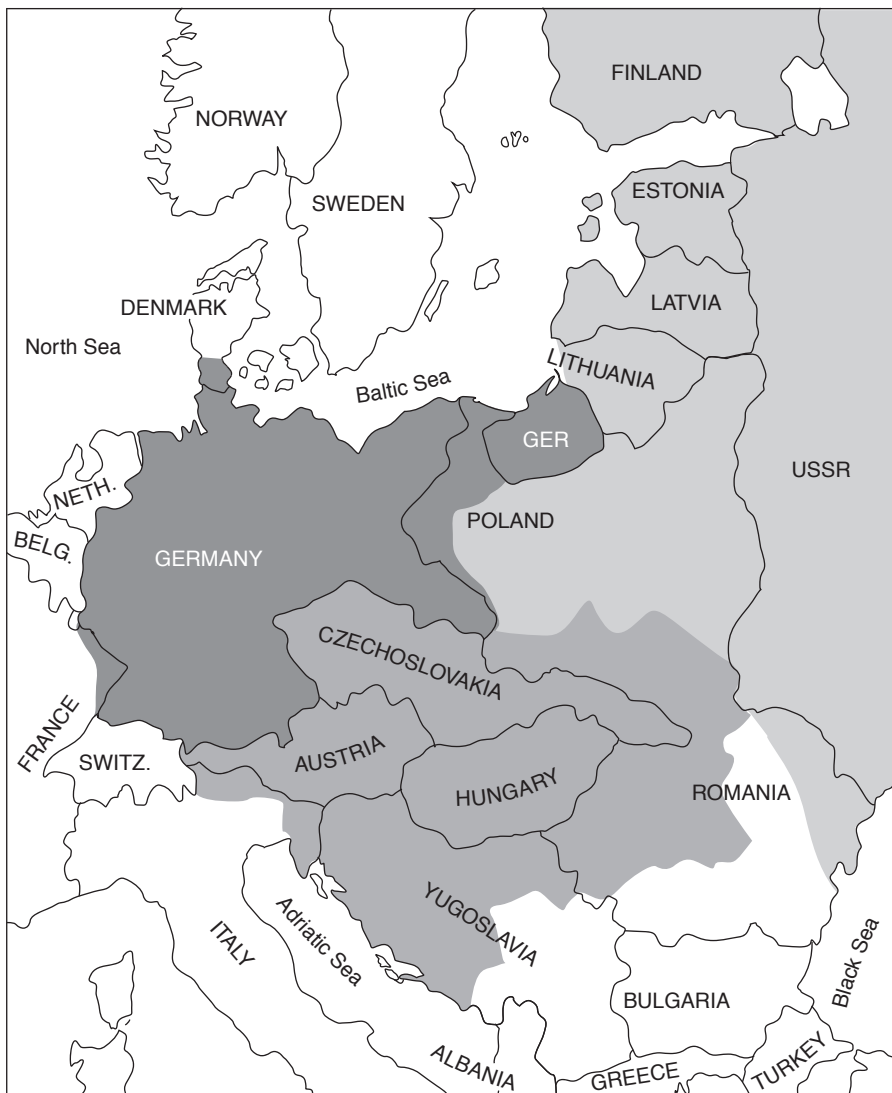 FINLAND
NORWAY
ESTONIA
SWEDEN
DENMARK
LATVIA
North Sea
LITHUANIA
Baltic Sea
GER
USSR
NETH.
POLAND
BELG.
GERMANY
CZECHOSLOVAKIA
FRANCE
AUSTRIA
SWITZ.
HUNGARY
ROMANIA
YUGOSLAVIA
ITALY
Adriatic Sea
Black Sea
BULGARIA
ALBANIA
GREECE
TURKEY